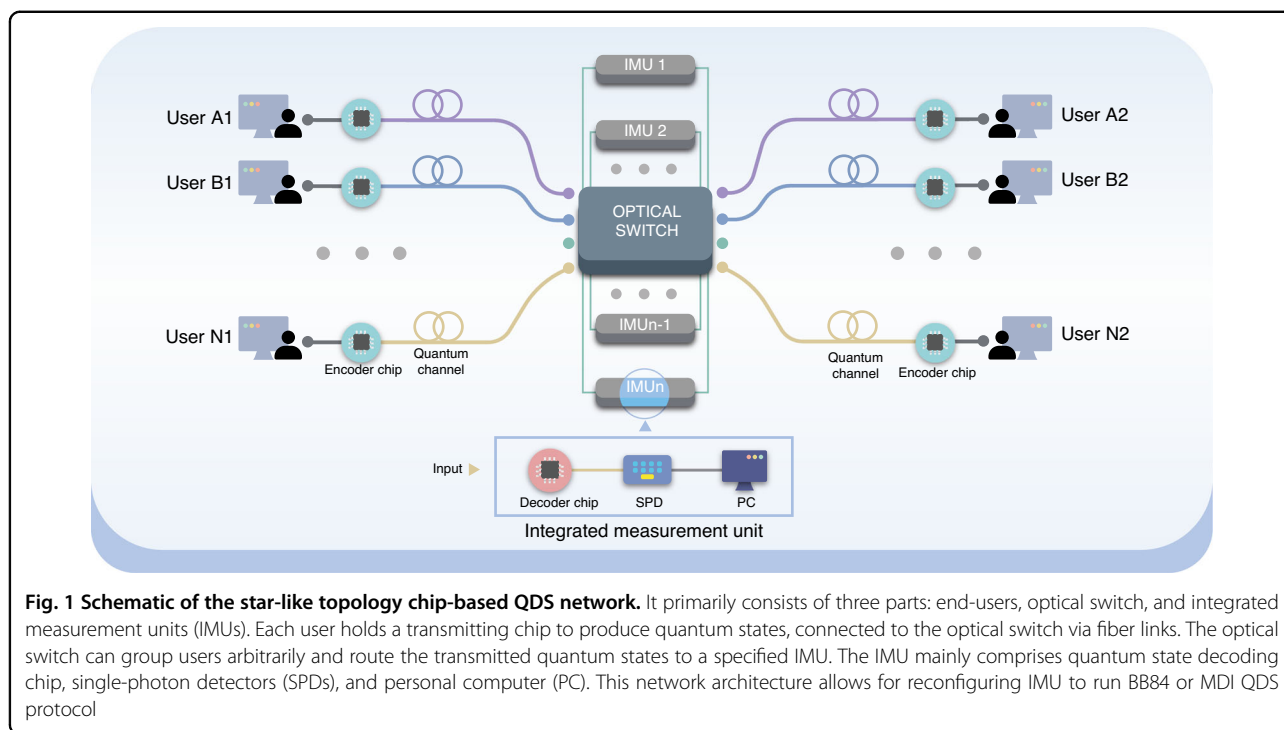 IMU 1
User A1
User A2
IMU 2
User B1
User B2
OPTICAL
SWITCH
User N1
IMUn-1
User N2
Encoder chip
Quantum
channel
Quantum
channel
Encoder chip
IMUn
Input
Decoder chip
SPD
PC
Integrated measurement unit
Fig. 1 Schematic of the star-like topology chip-based QDS network. It primarily consists of three parts: end-users, optical switch, and integrated
measurement units (IMUs). Each user holds a transmitting chip to produce quantum states, connected to the optical switch via fiber links. The optical
switch can group users arbitrarily and route the transmitted quantum states to a specified IMU. The IMU mainly comprises quantum state decoding
chip, single-photon detectors (SPDs), and personal computer (PC). This network architecture allows for reconfiguring IMU to run BB84 or MDI QDS
protocol